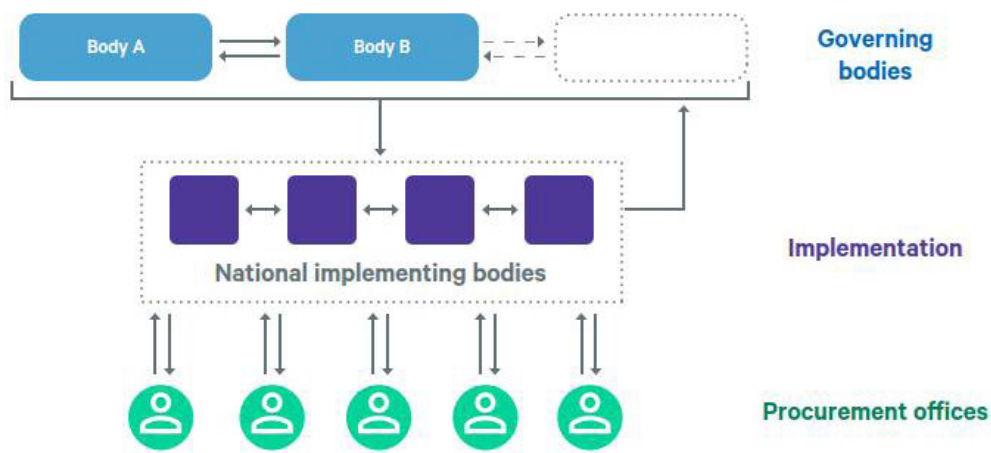 Body A
Body B
Governing
bodies
National implementing bodies
Implementation
Procurement offices